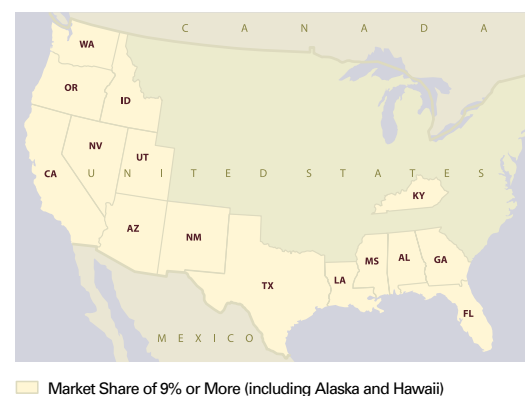 C A N A D A
WA
OR
ID
NV
UT
CA
U N I T E D S T A T E S
KY
AZ
NM
MS
AL
GA
LA
TX
FL
M E X I C O
Market Share of 9% or More (including Alaska and Hawaii)